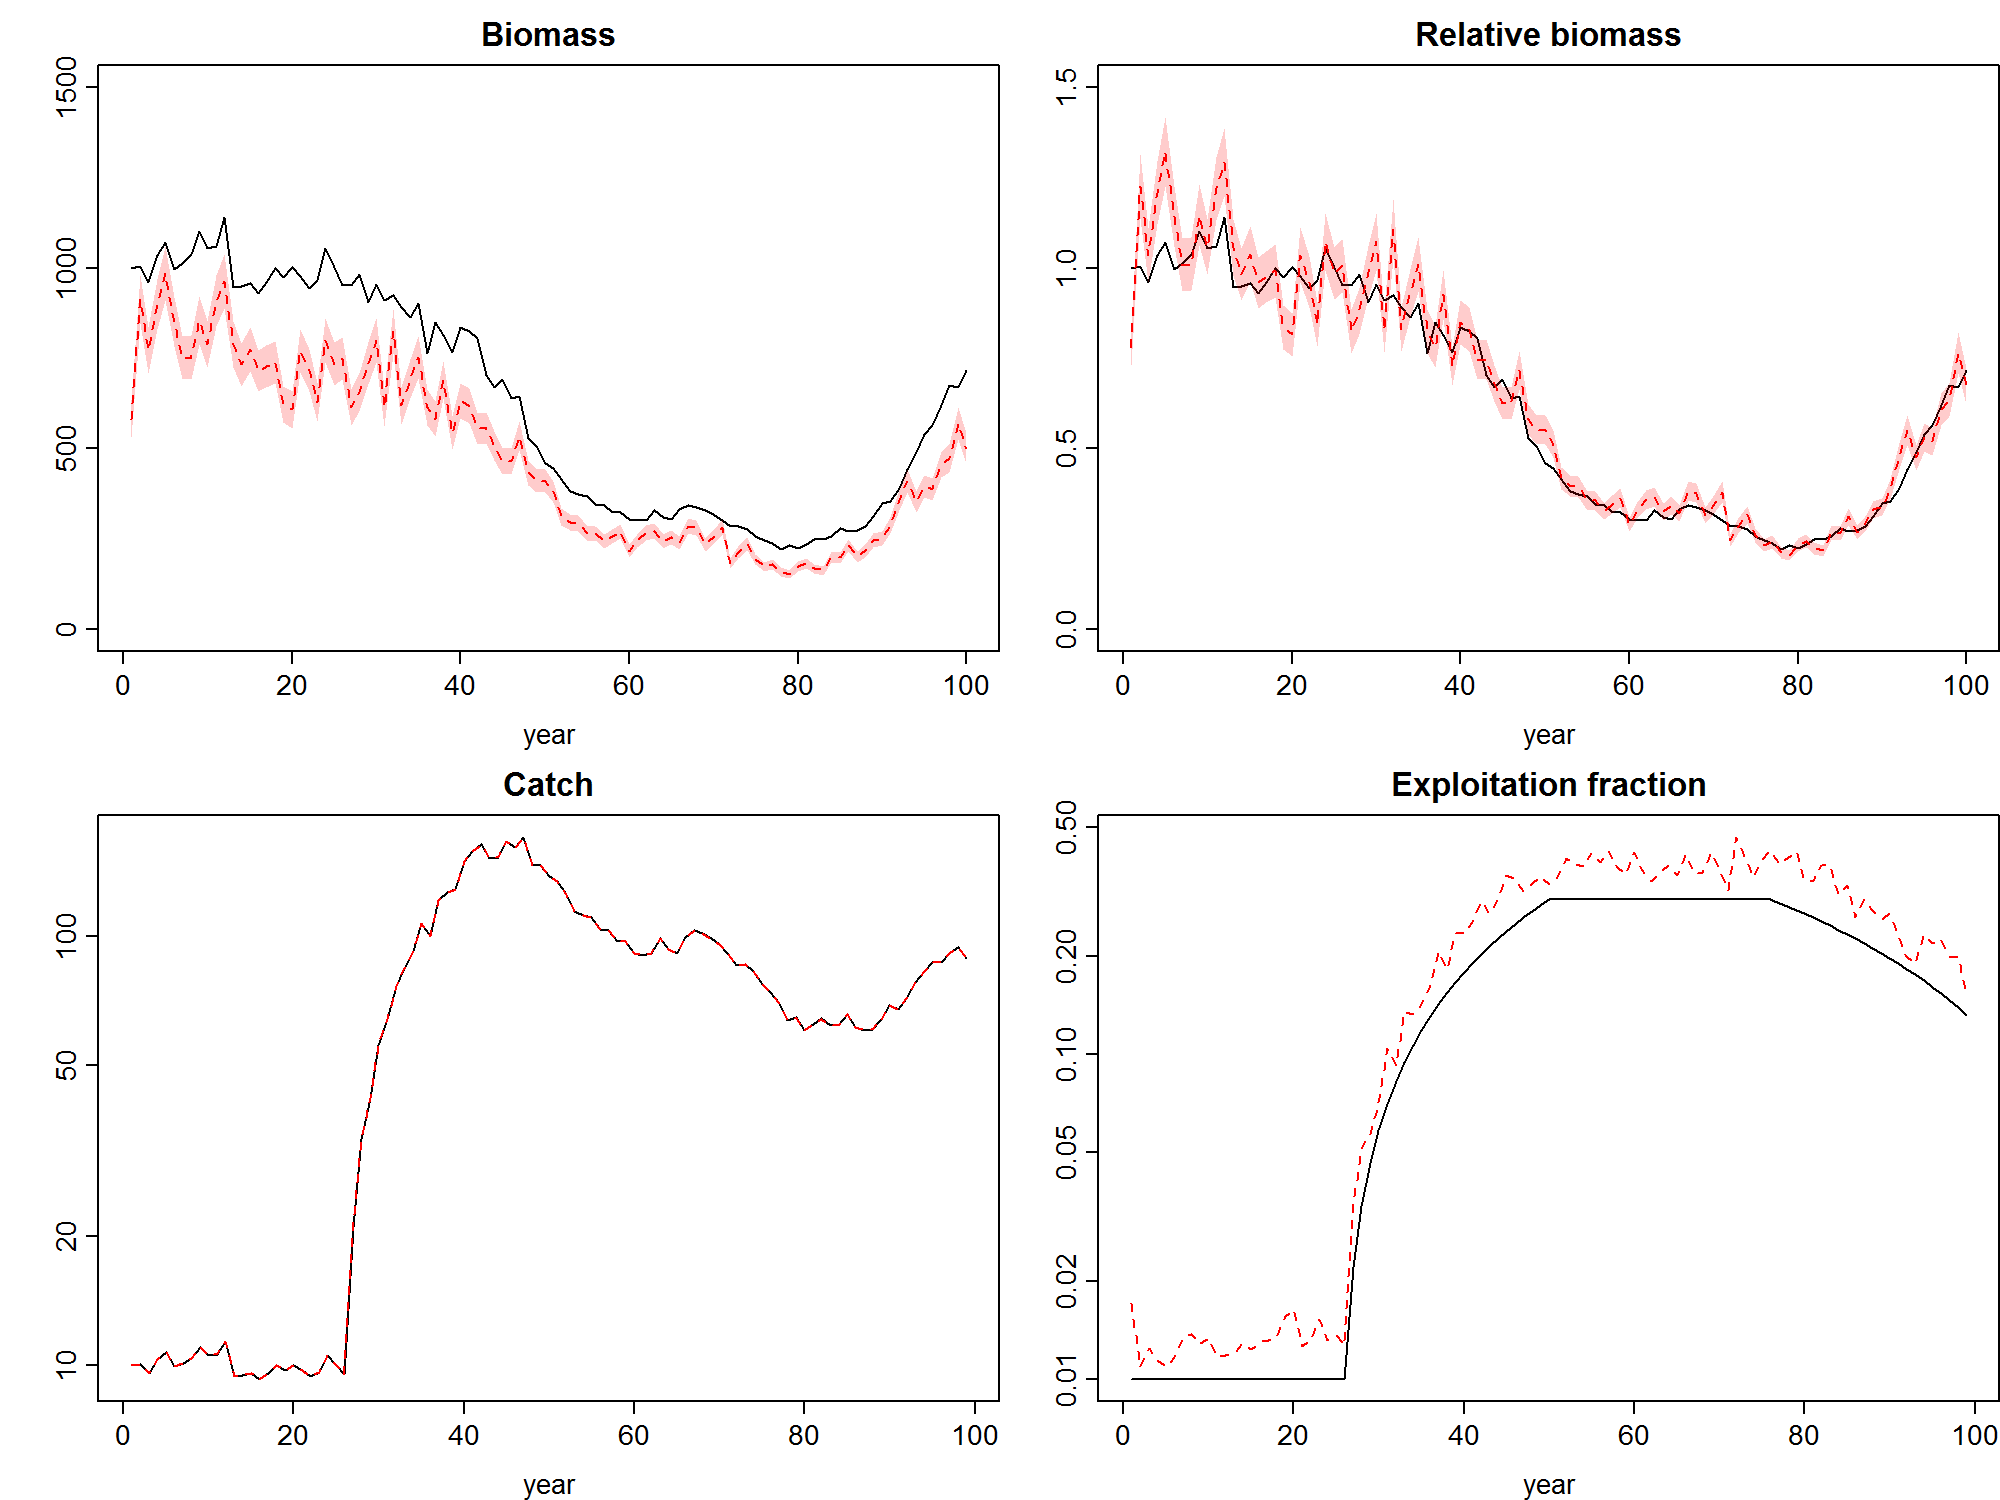 Biomass
1500
1000
500
0
0 20 40 60 80 100
year
Relative biomass
1.5
1.0
0.5
0.0
0 20 40 60 80 100
year
Catch
100
50
20
10
0 20 40 60 80 100
year
Exploitation fraction
0.50
0.20
0.10
0.05
0.02
0.01
0 20 40 60 80 100
year